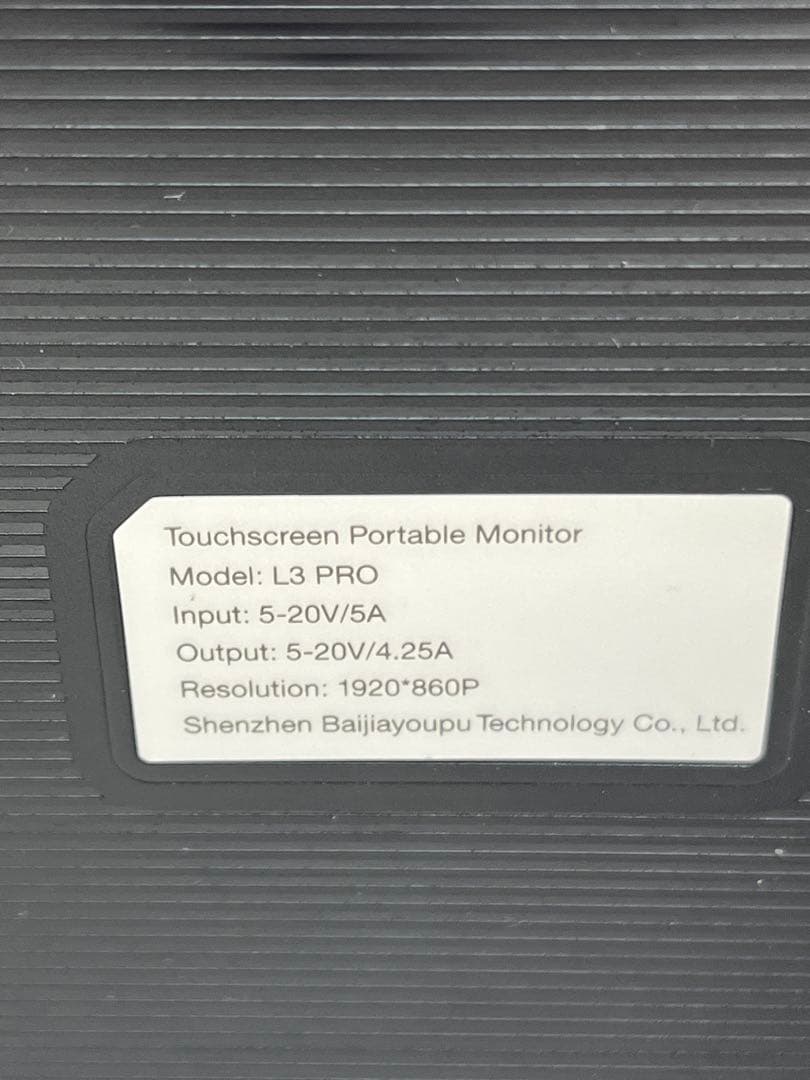 Touchscreen Portable Monitor
Model: L3 PRO
Input: 5-20V/5A
Output: 5-20V/4.25A
Resolution: 1920*860P
Shenzhen Baijiayoupu Technology Co., Ltd.